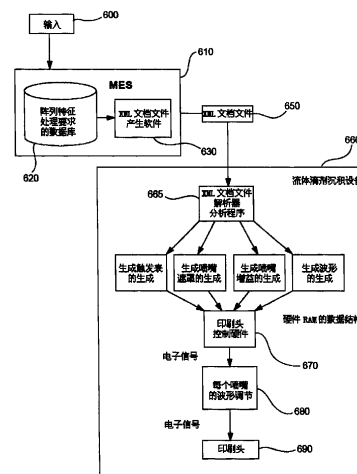 600
输入
610
MES
阵列特征
处理要求
的数据库
XML 文档文件
产生软件
XML 文档文件
650
620
630
660
流体滴剂沉积设备
665
XML 文档文件
解析器
分析程序
生成触发表
的生成
生成喷嘴
遮罩的生成
生成喷嘴
增益的生成
生成波形
的生成
印刷头
控制硬件
硬件 RAM 的数据结构
670
电子信号
每个喷嘴
的波形调节
680
电子信号
印刷头
690